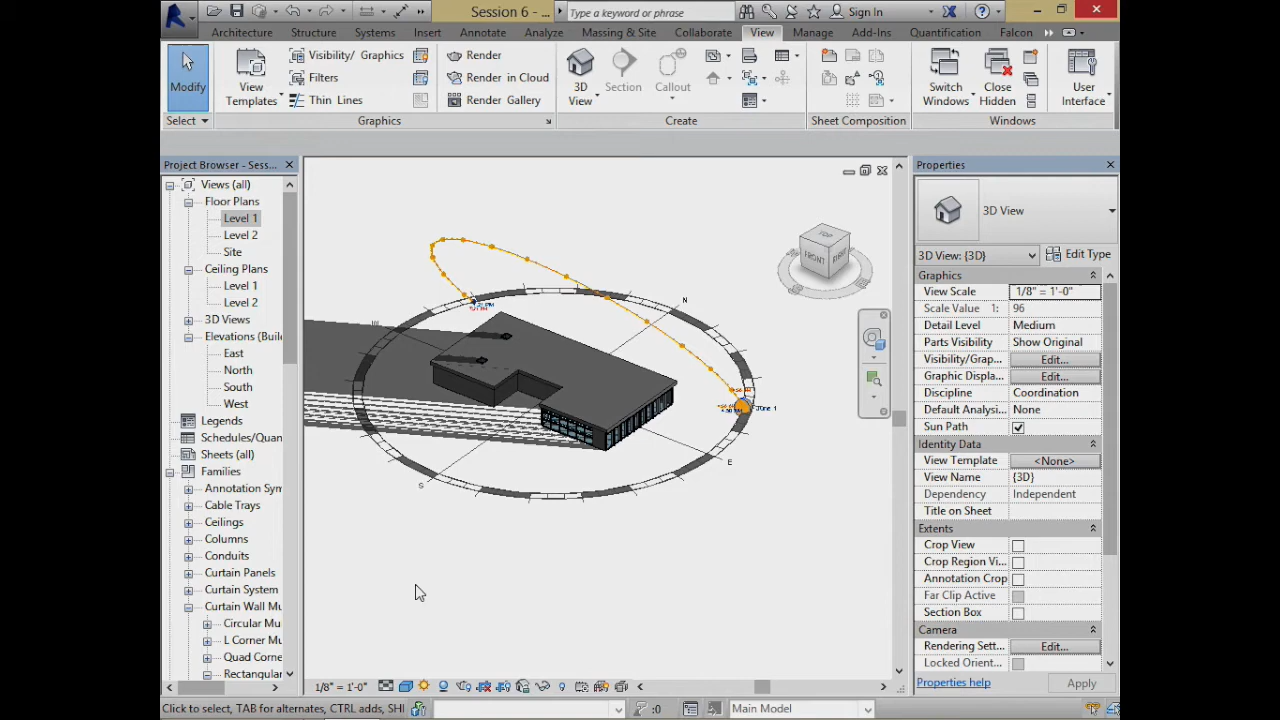 Session 6 - ...
Type a keyword or phrase
Sign In
Architecture
Structure
Systems
Insert
Annotate
Analyze
Massing & Site
Collaborate
View
Manage
Add-Ins
Quantification
Falcon
Modify
View
Templates
Visibility/ Graphics
Filters
Thin Lines
Render
Render in Cloud
Render Gallery
3D
View
Section
Callout
Switch
Windows
Close
Hidden
User
Interface
Select
Graphics
Create
Sheet Composition
Windows
Project Browser - Sess...
Views (all)
Floor Plans
Level 1
Level 2
Site
Ceiling Plans
Level 1
Level 2
3D Views
Elevations (Buil
East
North
South
West
Legends
Schedules/Quan
Sheets (all)
Families
Annotation Sym
Cable Trays
Ceilings
Columns
Conduits
Curtain Panels
Curtain System
Curtain Wall Mu
Circular Mu
L Corner Mu
Quad Corne
Rectangular
N
E
S
W
June 1
TOP
FRONT
RIGHT
Properties
3D View
3D View: {3D}
Edit Type
Graphics
View Scale 1/8" = 1'-0"
Scale Value 1: 96
Detail Level Medium
Parts Visibility Show Original
Visibility/Grap... Edit...
Graphic Displa... Edit...
Discipline Coordination
Default Analysi... None
Sun Path
Identity Data
View Template <None>
View Name {3D}
Dependency Independent
Title on Sheet
Extents
Crop View
Crop Region Vi...
Annotation Crop
Far Clip Active
Section Box
Camera
Rendering Sett... Edit...
Locked Orient...
Properties help
Apply
1/8" = 1'-0"
Click to select, TAB for alternates, CTRL adds, SHI
:0
Main Model